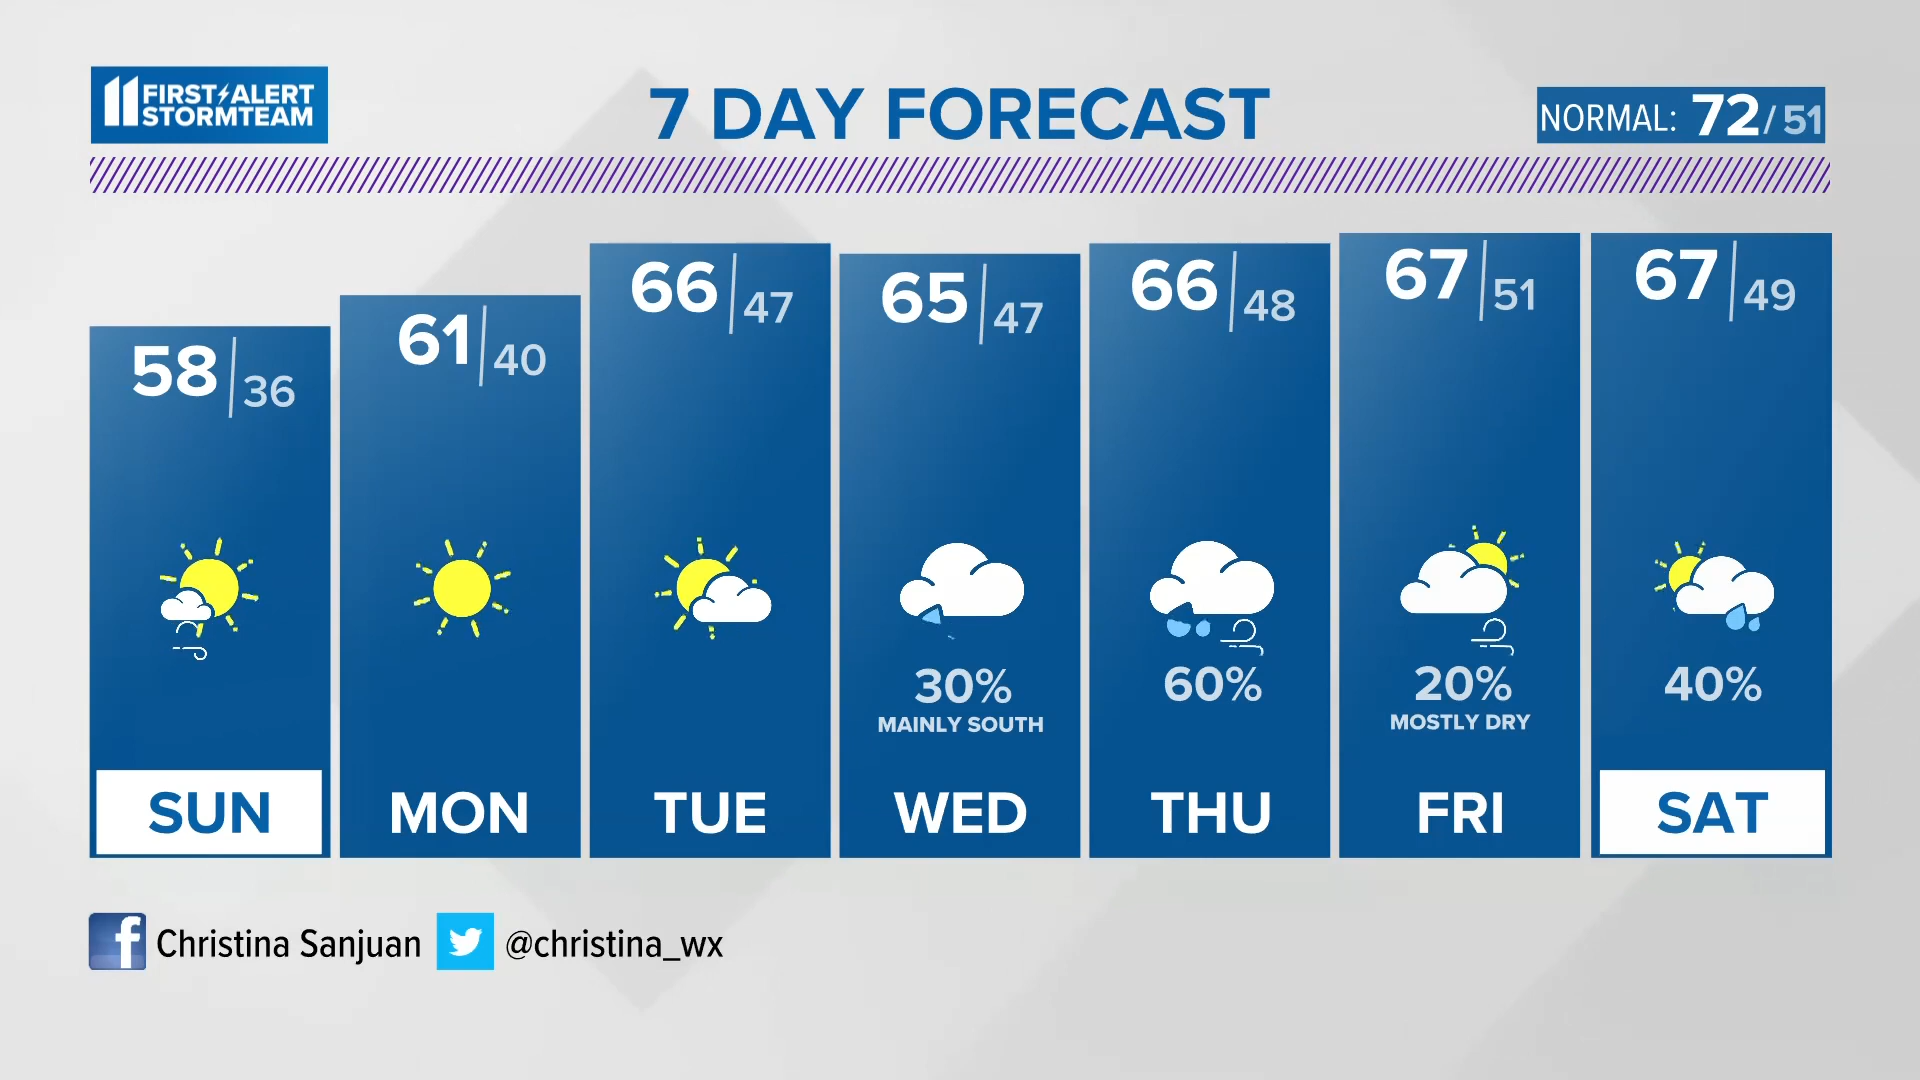 11 FIRST ALERT
STORMTEAM
7 DAY FORECAST
NORMAL: 72/51
58/36
61/40
66/47
65/47
66/48
67/51
67/49
30%
MAINLY SOUTH
60%
20%
MOSTLY DRY
40%
SUN
MON
TUE
WED
THU
FRI
SAT
f Christina Sanjuan @christina_wx